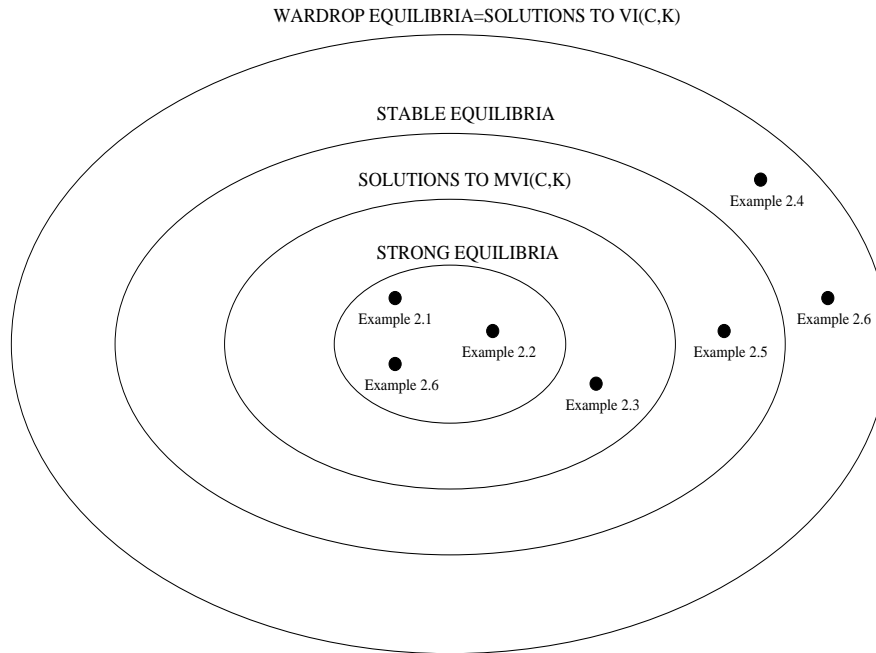 WARDROP EQUILIBRIA=SOLUTIONS TO VI(C,K)
STABLE EQUILIBRIA
SOLUTIONS TO MVI(C,K)
Example 2.4
STRONG EQUILIBRIA
Example 2.1
Example 2.6
Example 2.2
Example 2.5
Example 2.6
Example 2.3